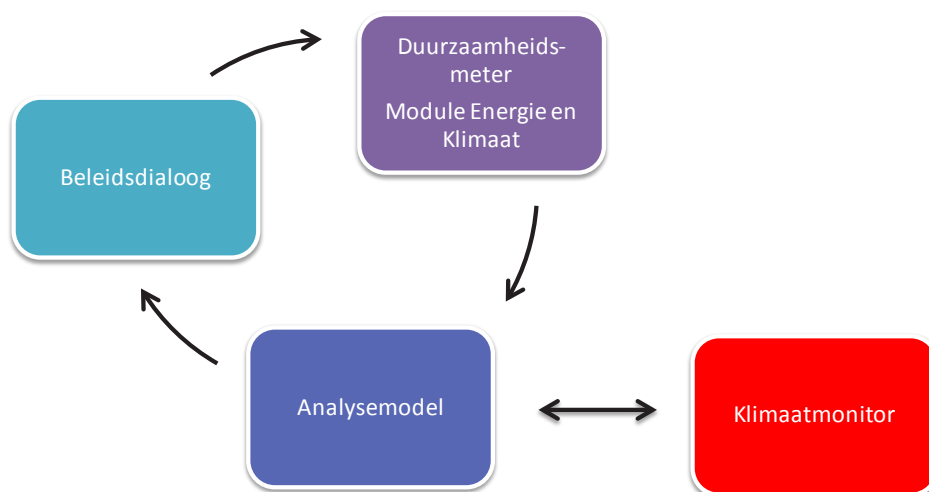 Duurzaamheids-
meter
Module Energie en
Klimaat
Beleidsdialoog
Analysemodel
Klimaatmonitor